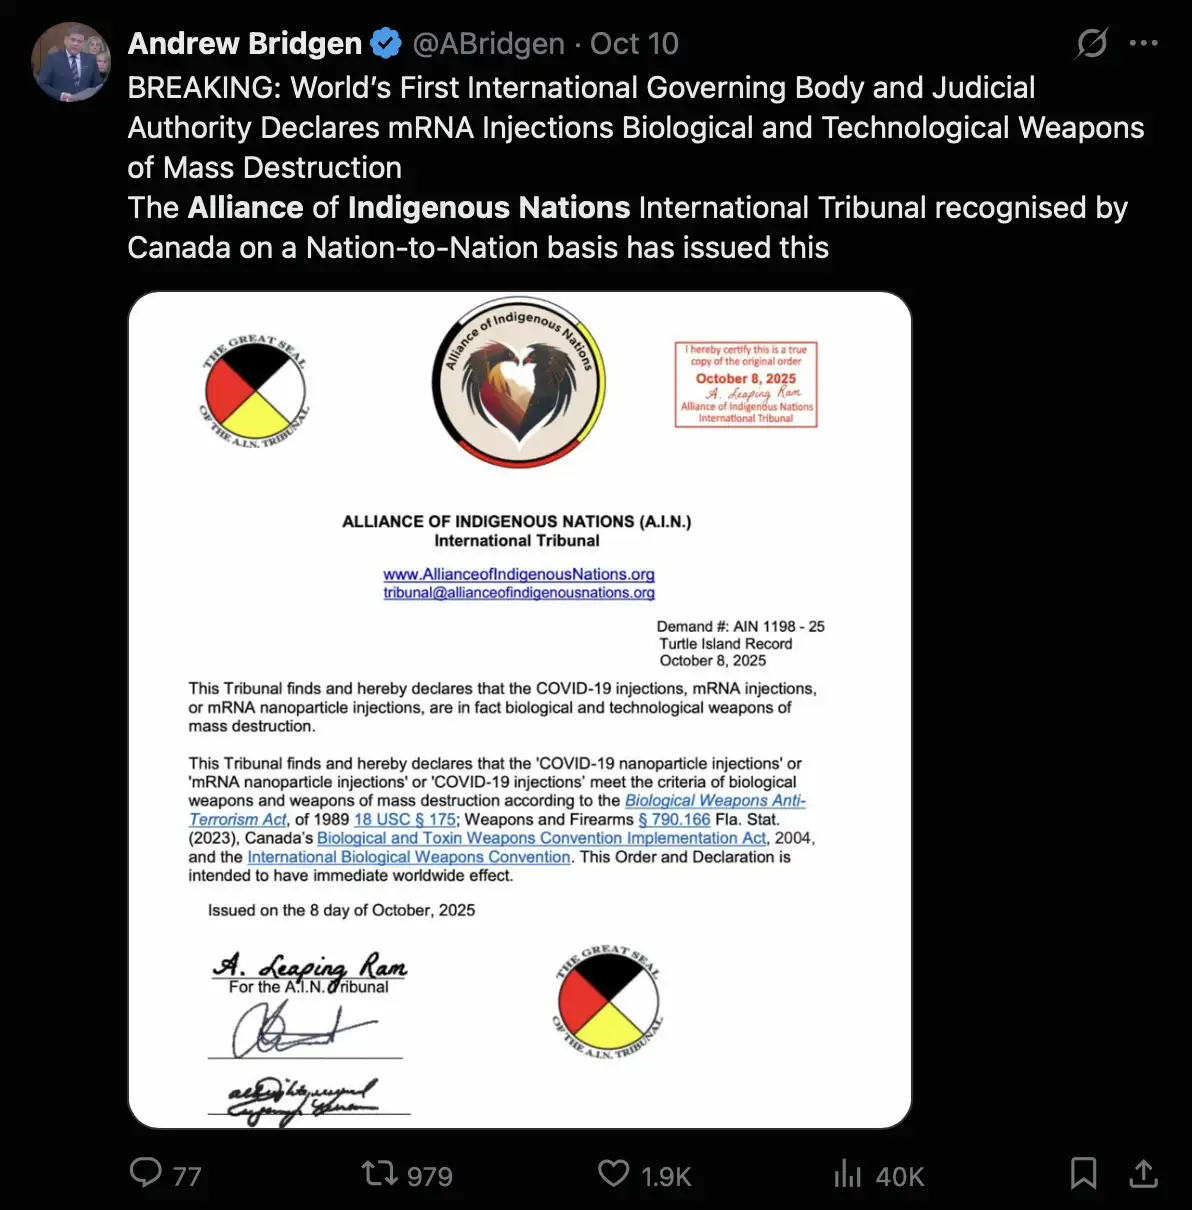 Andrew Bridgen @ABridgen · Oct 10
BREAKING: World’s First International Governing Body and Judicial
Authority Declares mRNA Injections Biological and Technological Weapons
of Mass Destruction
The Alliance of Indigenous Nations International Tribunal recognised by
Canada on a Nation-to-Nation basis has issued this
THE GREAT SEAL
OF THE A.I.N. TRIBUNAL
Alliance of Indigenous Nations
I hereby certify this is a true
copy of the original order
October 8, 2025
A. Leaping Ram
Alliance of Indigenous Nations
International Tribunal
ALLIANCE OF INDIGENOUS NATIONS (A.I.N.)
International Tribunal
www.AllianceofIndigenousNations.org
tribunal@allianceofindigenousnations.org
Demand #: AIN 1198 - 25
Turtle Island Record
October 8, 2025
This Tribunal finds and hereby declares that the COVID-19 injections, mRNA injections,
or mRNA nanoparticle injections, are in fact biological and technological weapons of
mass destruction.
This Tribunal finds and hereby declares that the 'COVID-19 nanoparticle injections' or
'mRNA nanoparticle injections' or 'COVID-19 injections' meet the criteria of biological
weapons and weapons of mass destruction according to the Biological Weapons Anti-
Terrorism Act, of 1989 18 USC § 175; Weapons and Firearms § 790.166 Fla. Stat.
(2023), Canada's Biological and Toxin Weapons Convention Implementation Act, 2004,
and the International Biological Weapons Convention. This Order and Declaration is
intended to have immediate worldwide effect.
Issued on the 8 day of October, 2025
A. Leaping Ram
For the A.I.N. Tribunal
THE GREAT SEAL
OF THE A.I.N. TRIBUNAL
77 979 1.9K 40K